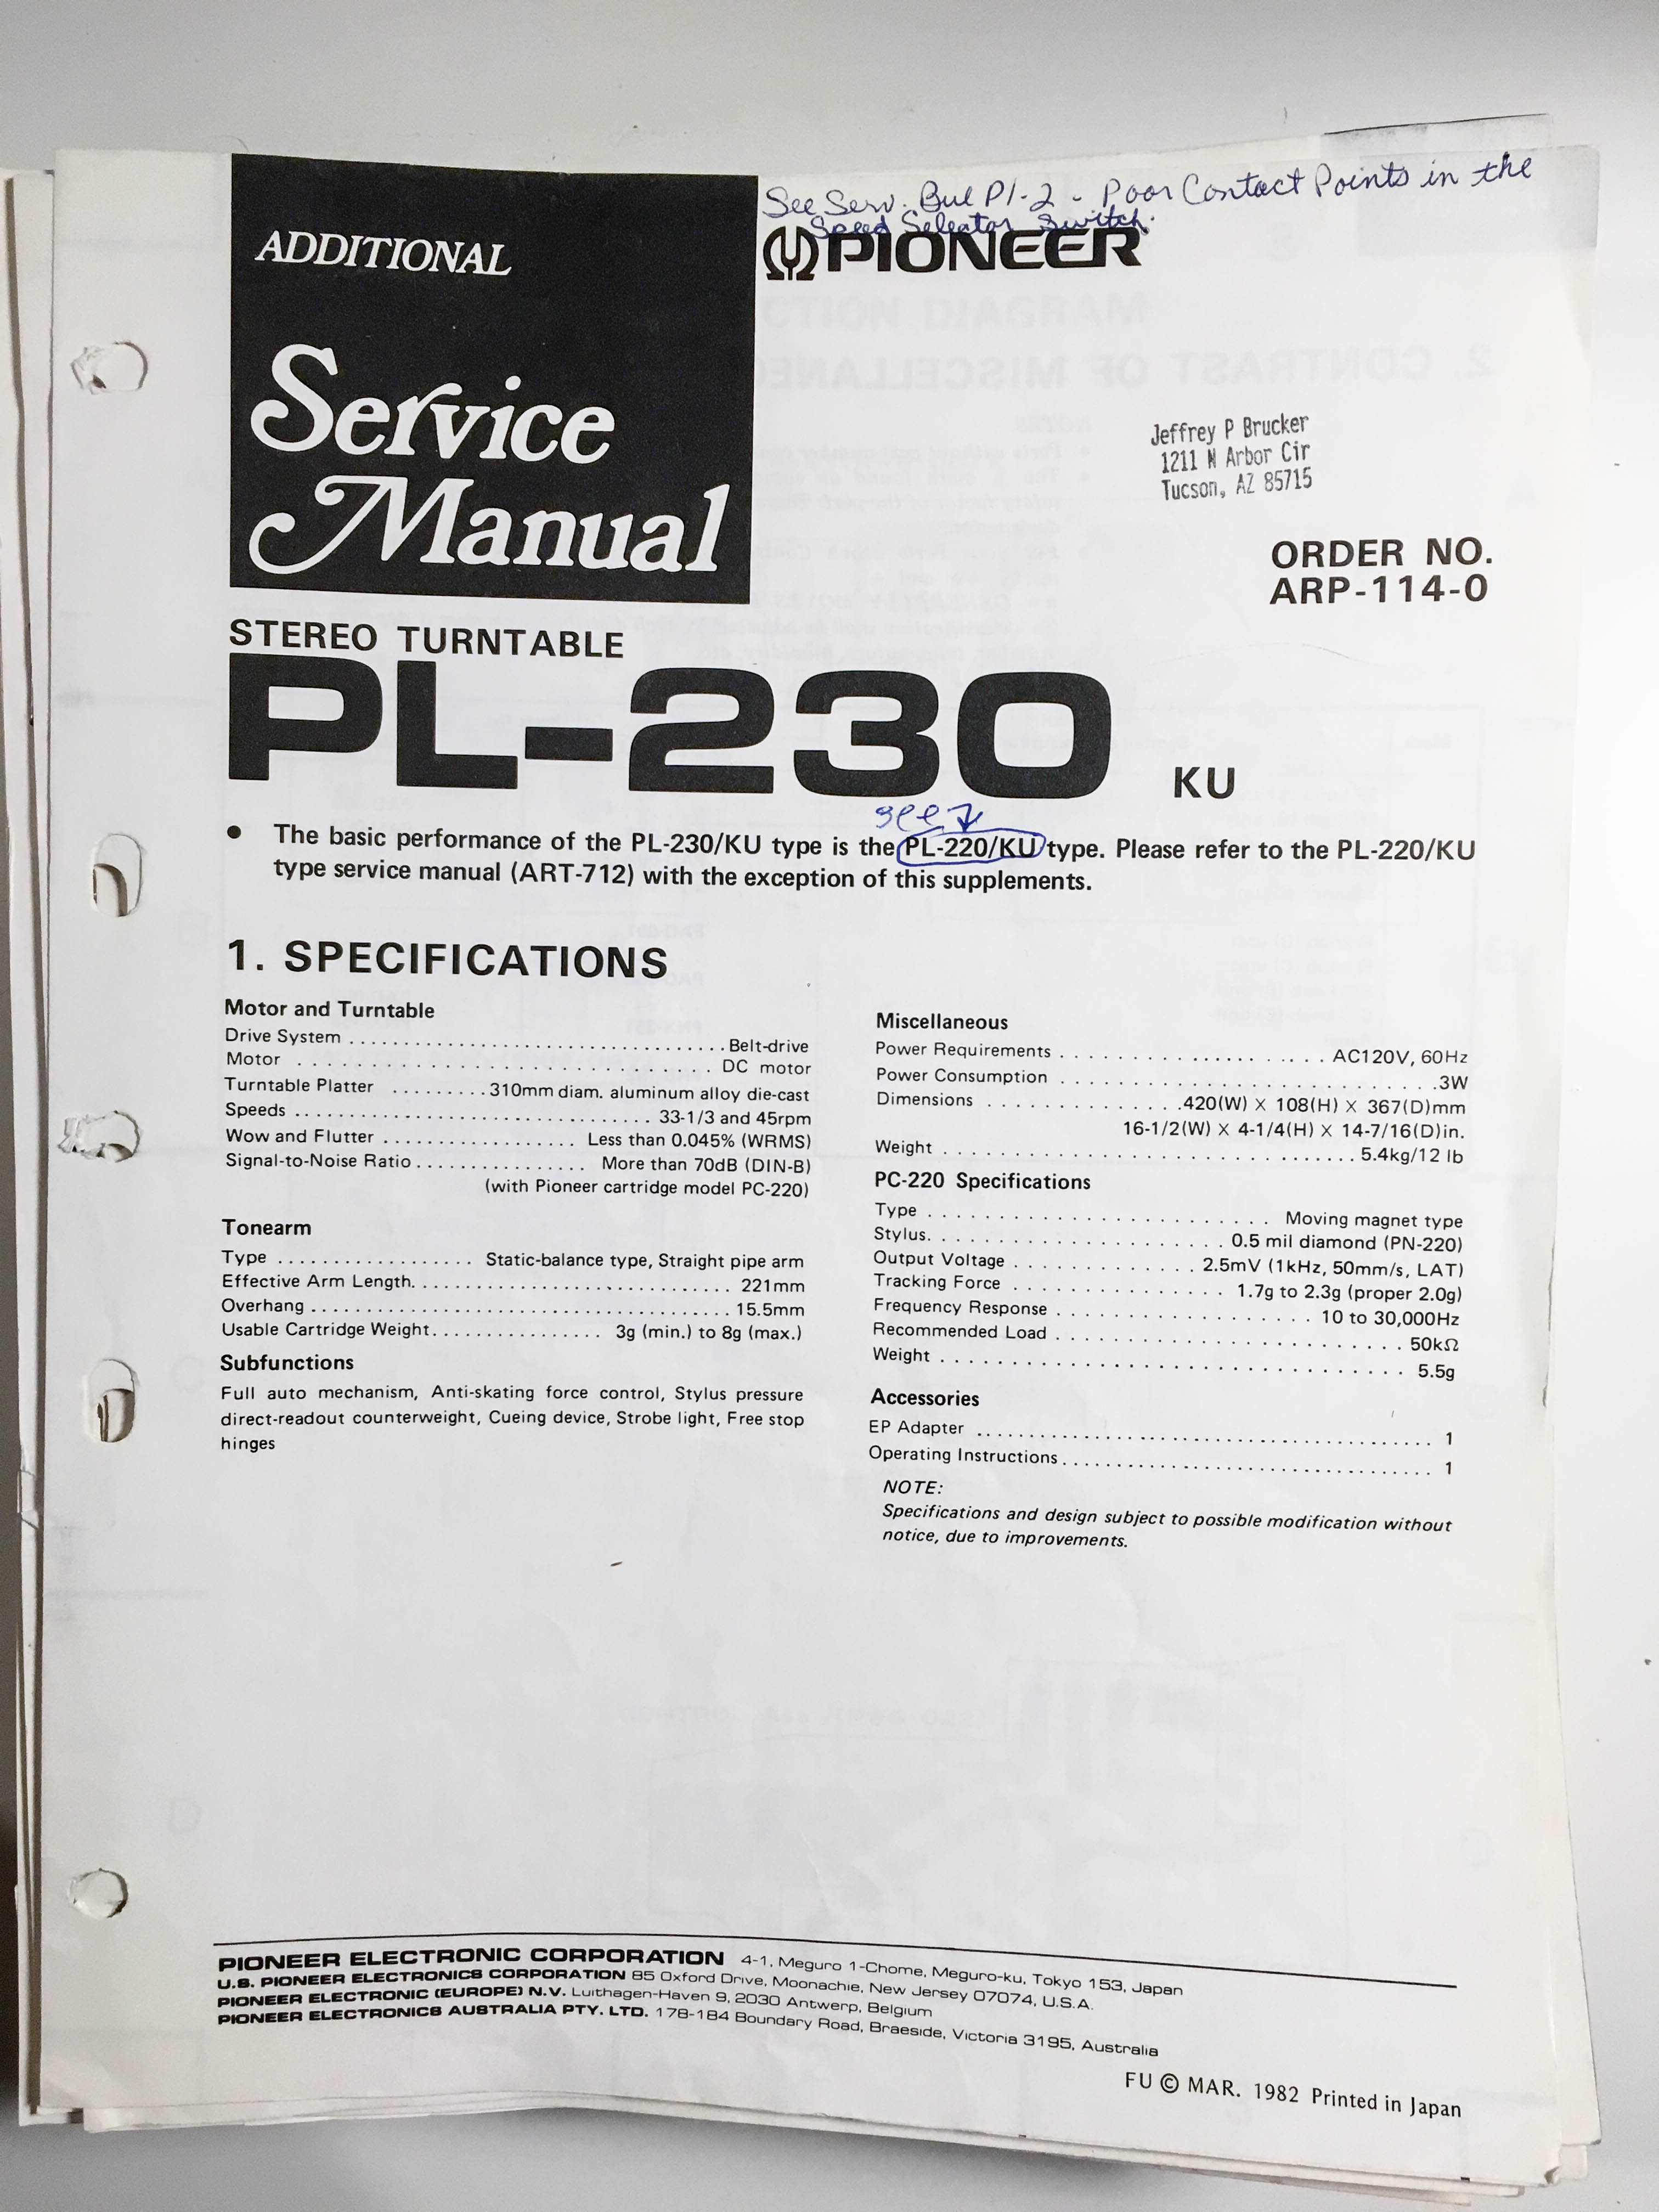 See Serv. Bul Pl-2 - Poor Contact Points in the
Speed Selector Switch.
ADDITIONAL
Service
Manual
PIONEER
Jeffrey P Brucker
1211 N Arbor Cir
Tucson, AZ 85715
ORDER NO.
ARP-114-0
STEREO TURNTABLE
PL-230 KU
see
• The basic performance of the PL-230/KU type is the PL-220/KU type. Please refer to the PL-220/KU
type service manual (ART-712) with the exception of this supplements.
1. SPECIFICATIONS
Motor and Turntable
Drive System ................................... Belt-drive
Motor ............................. DC motor
Turntable Platter ......... 310mm diam. aluminum alloy die-cast
Speeds ............................... 33-1/3 and 45rpm
Wow and Flutter .................. Less than 0.045% (WRMS)
Signal-to-Noise Ratio ................ More than 70dB (DIN-B)
(with Pioneer cartridge model PC-220)
Tonearm
Type .................. Static-balance type, Straight pipe arm
Effective Arm Length ............................. 221mm
Overhang ..................................... 15.5mm
Usable Cartridge Weight ................ 3g (min.) to 8g (max.)
Subfunctions
Full auto mechanism, Anti-skating force control, Stylus pressure
direct-readout counterweight, Cueing device, Strobe light, Free stop
hinges
Miscellaneous
Power Requirements ...................... AC120V, 60Hz
Power Consumption .......................... 3W
Dimensions .............. 420(W) X 108(H) X 367(D)mm
16-1/2(W) X 4-1/4(H) X 14-7/16(D)in.
Weight ............................. 5.4kg/12 lb
PC-220 Specifications
Type ........................ Moving magnet type
Stylus ..................... 0.5 mil diamond (PN-220)
Output Voltage ............. 2.5mV (1kHz, 50mm/s, LAT)
Tracking Force ............... 1.7g to 2.3g (proper 2.0g)
Frequency Response .................. 10 to 30,000Hz
Recommended Load ........................ 50kΩ
Weight ................................ 5.5g
Accessories
EP Adapter ....................................... 1
Operating Instructions ................................ 1
NOTE:
Specifications and design subject to possible modification without
notice, due to improvements.
PIONEER ELECTRONIC CORPORATION 4-1, Meguro 1-Chome, Meguro-ku, Tokyo 153, Japan
U.S. PIONEER ELECTRONICS CORPORATION 85 Oxford Drive, Moonachie, New Jersey 07074, U.S.A.
PIONEER ELECTRONIC (EUROPE) N.V. Luithagen-Haven 9, 2030 Antwerp, Belgium
PIONEER ELECTRONICS AUSTRALIA PTY. LTD. 178-184 Boundary Road, Braeside, Victoria 3195, Australia
FU © MAR. 1982 Printed in Japan